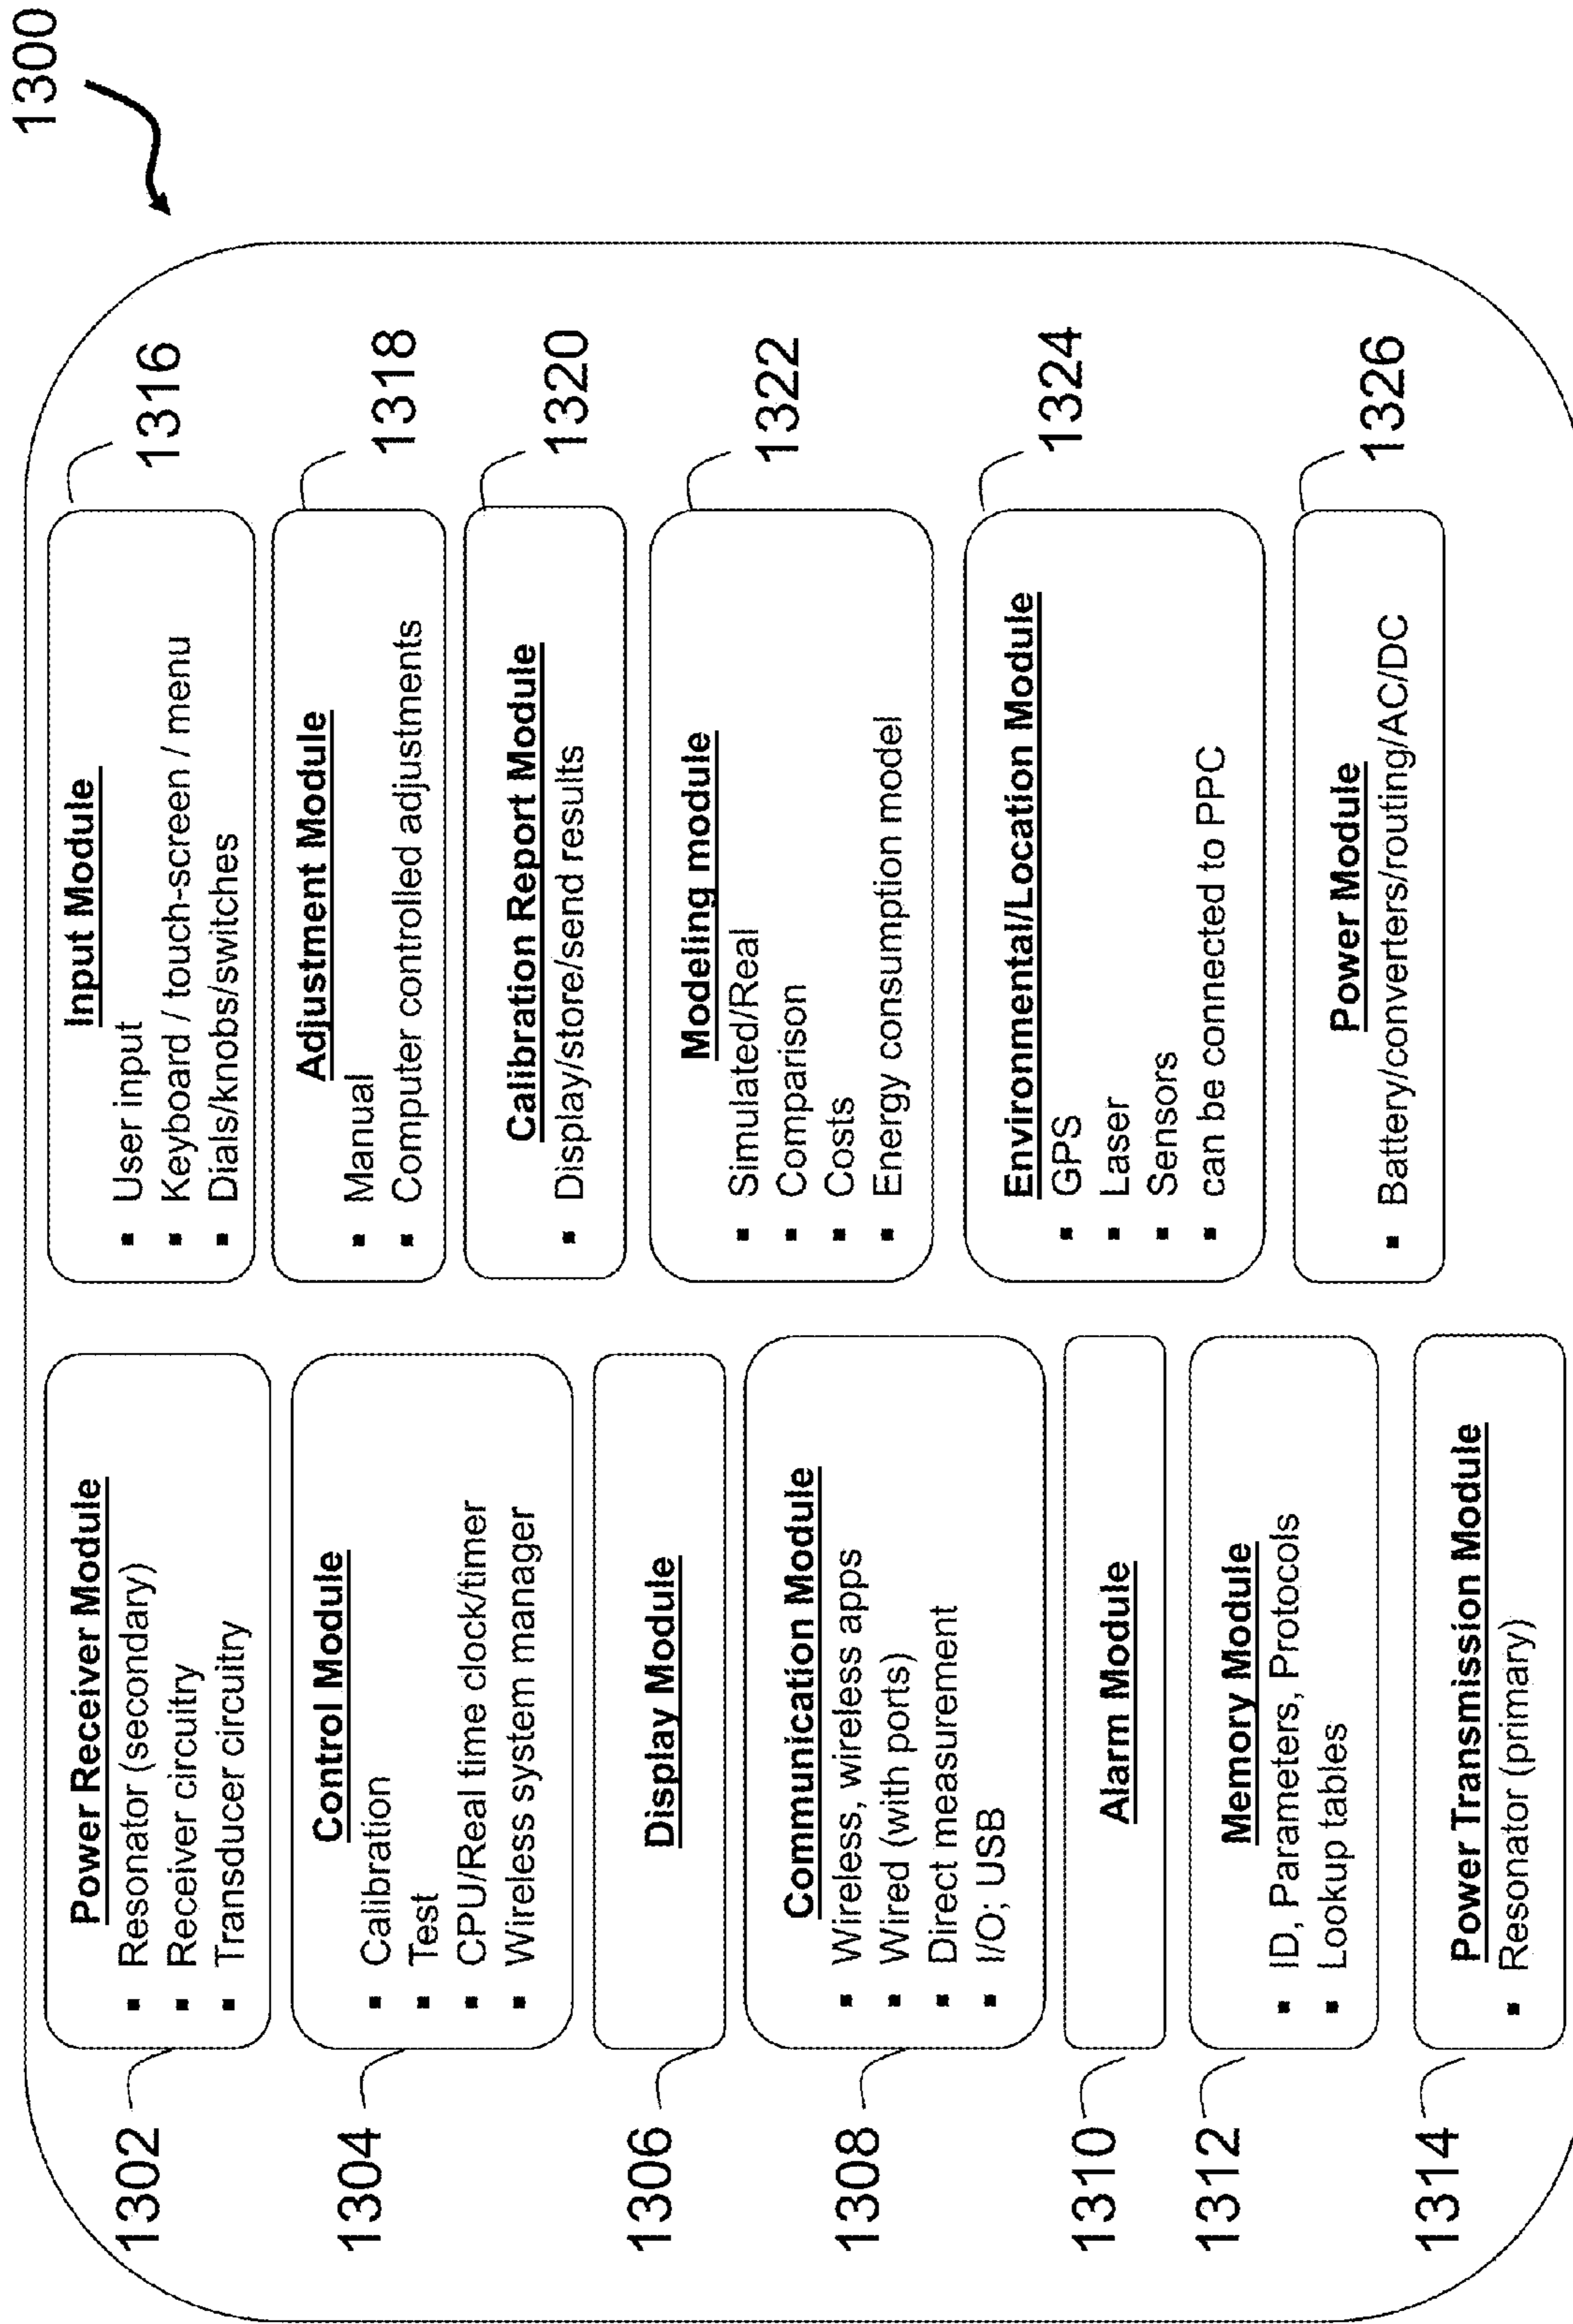 1300
1302
Power Receiver Module
▪ Resonator (secondary)
▪ Receiver circuitry
▪ Transducer circuitry
1304
Control Module
▪ Calibration
▪ Test
▪ CPU/Real time clock/timer
▪ Wireless system manager
1306
Display Module
1308
Communication Module
▪ Wireless, wireless apps
▪ Wired (with ports)
▪ Direct measurement
▪ I/O; USB
1310
Alarm Module
1312
Memory Module
▪ ID, Parameters, Protocols
▪ Lookup tables
1314
Power Transmission Module
▪ Resonator (primary)
Input Module
▪ User input
▪ Keyboard / touch-screen / menu
▪ Dials/knobs/switches
1316
Adjustment Module
▪ Manual
▪ Computer controlled adjustments
1318
Calibration Report Module
▪ Display/store/send results
1320
Modeling module
▪ Simulated/Real
▪ Comparison
▪ Costs
▪ Energy consumption model
1322
Environmental/Location Module
▪ GPS
▪ Laser
▪ Sensors
▪ can be connected to PPC
1324
Power Module
▪ Battery/converters/routing/AC/DC
1326